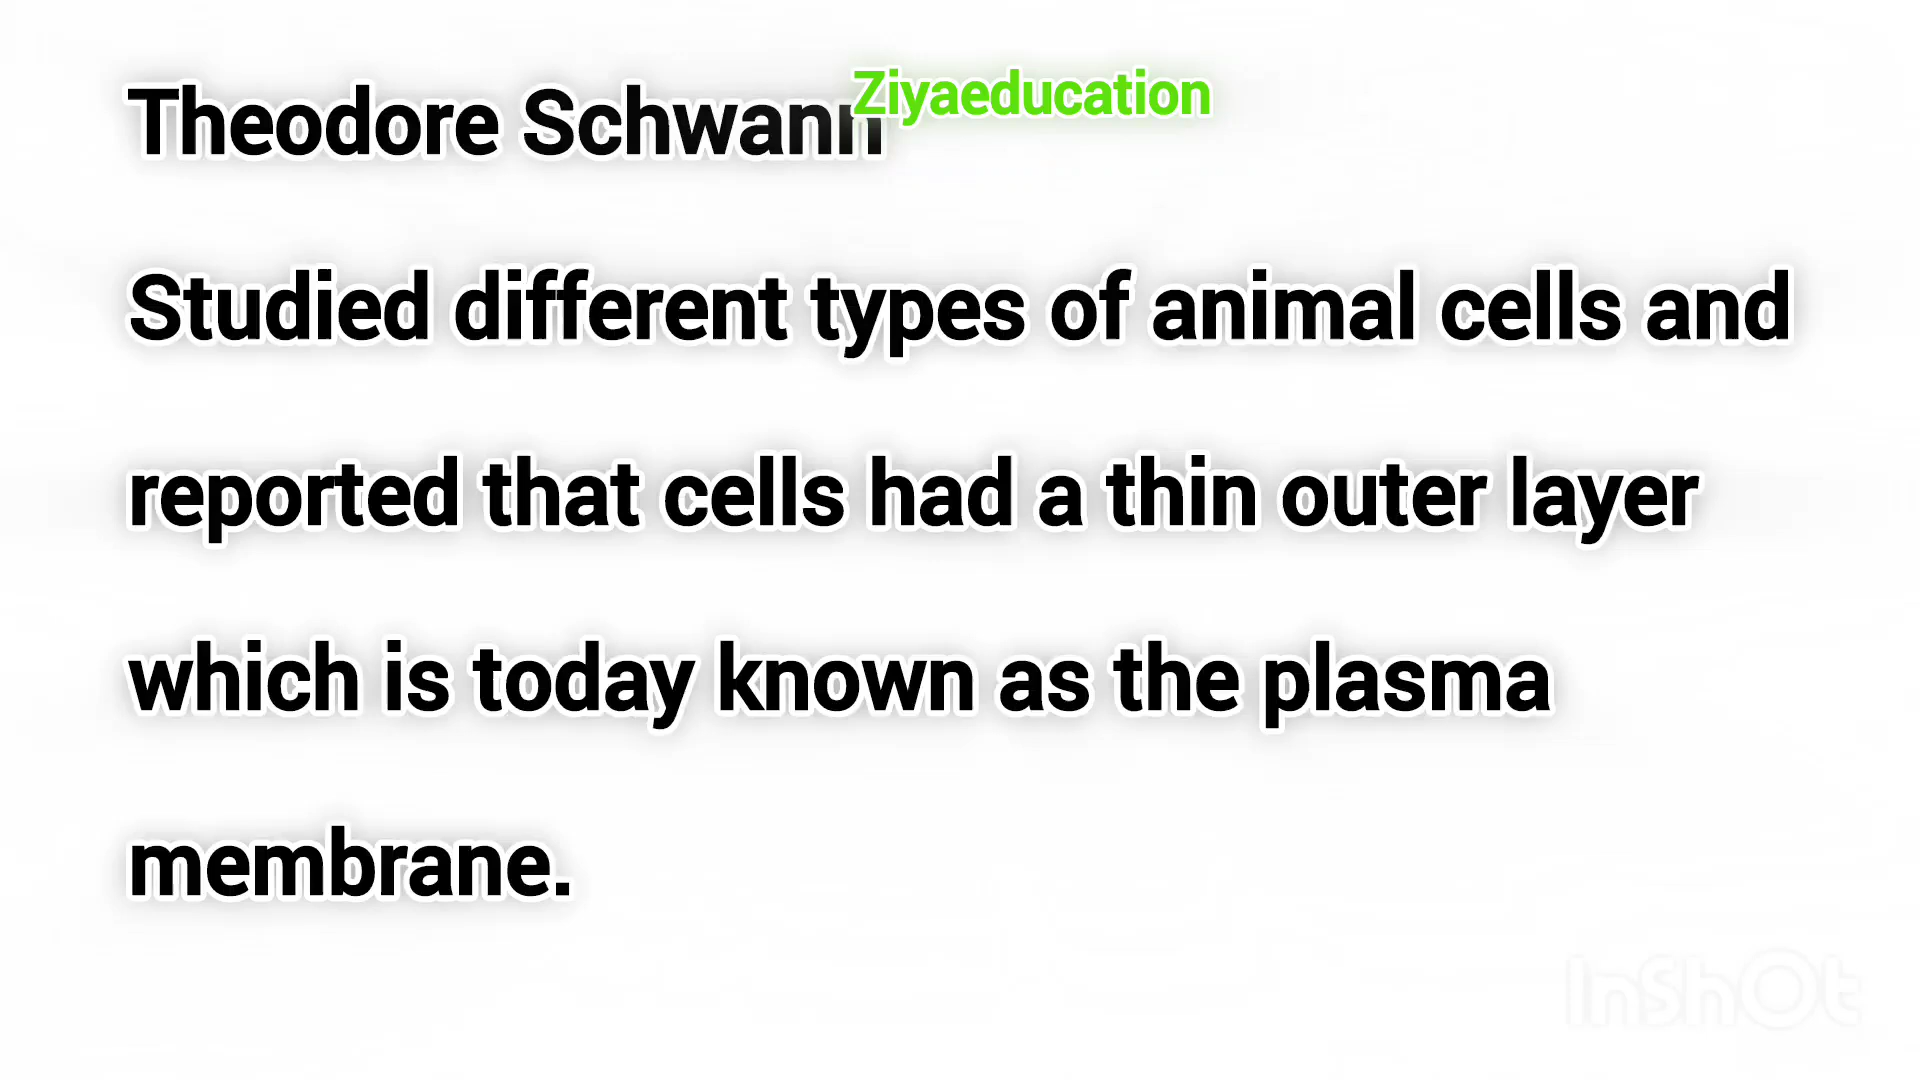 Theodore Schwann
Ziyaeducation
Studied different types of animal cells and
reported that cells had a thin outer layer
which is today known as the plasma
membrane.
InShOt